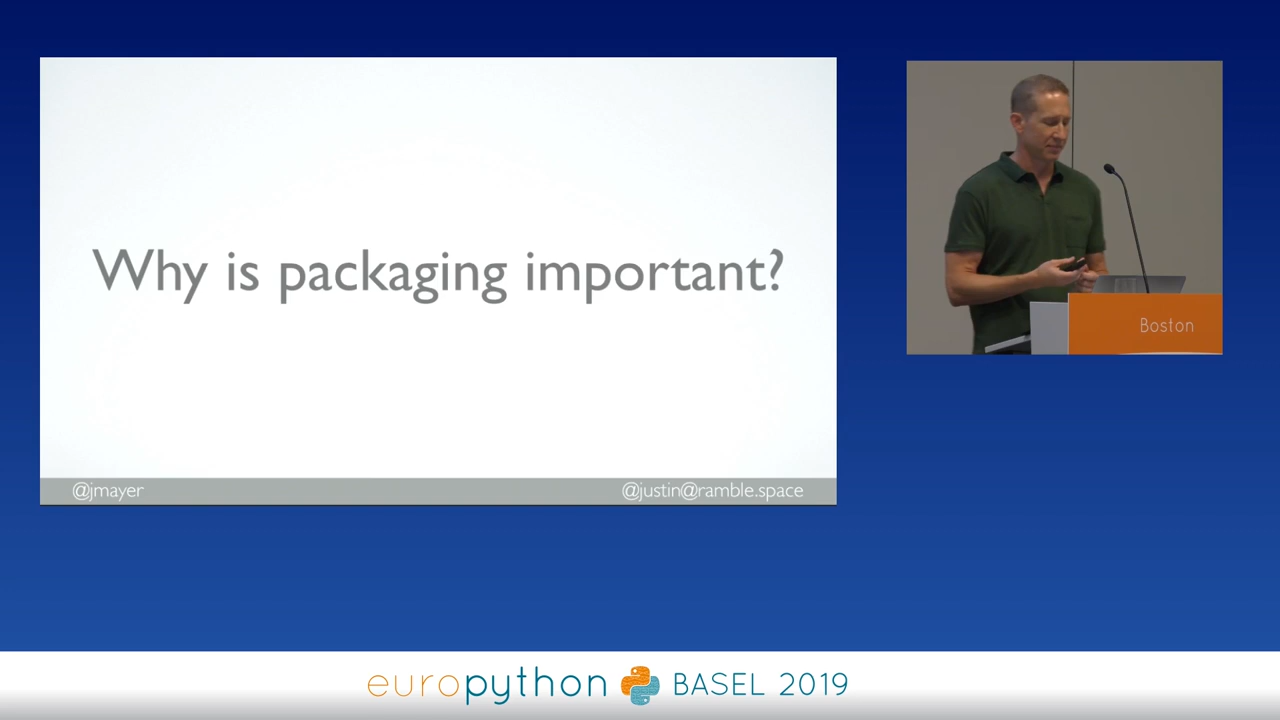 Why is packaging important?
@jmayer
@justin@ramble.space
Boston
europython BASEL 2019